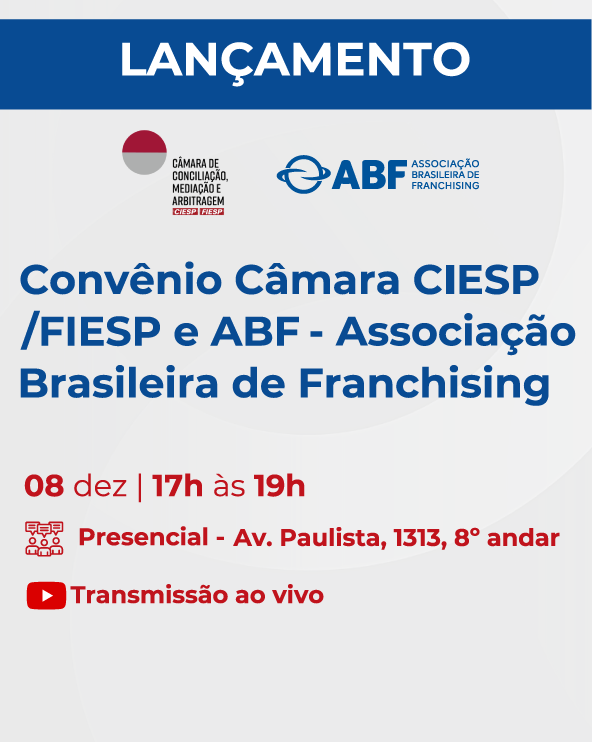 LANÇAMENTO
CÂMARA DE
CONCILIAÇÃO,
MEDIAÇÃO E
ARBITRAGEM
CIESP FIESP
ABF ASSOCIAÇÃO
BRASILEIRA DE
FRANCHISING
Convênio Câmara CIESP
/FIESP e ABF - Associação
Brasileira de Franchising
08 dez | 17h às 19h
Presencial - Av. Paulista, 1313, 8º andar
Transmissão ao vivo